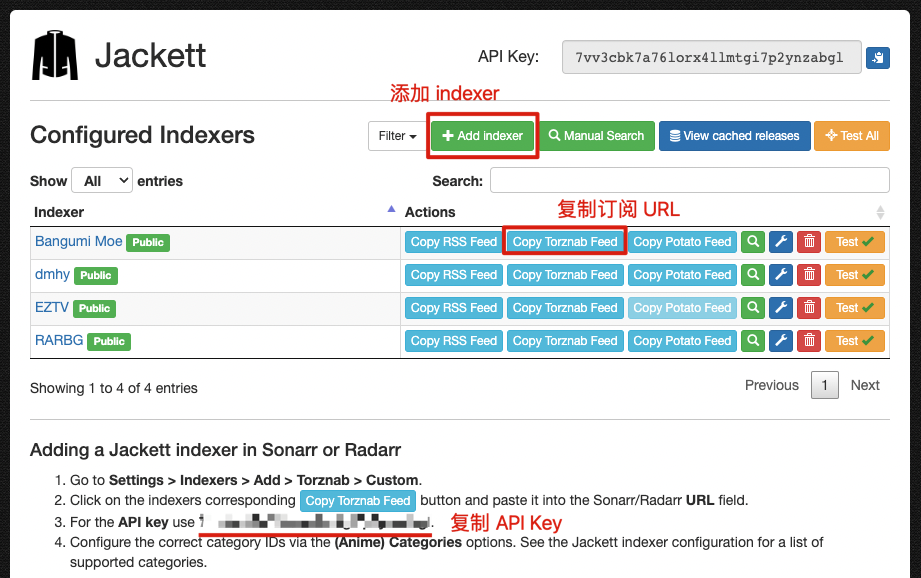 Jackett
API Key: 7vv3cbk7a76lorx4llmtgi7p2ynzabgl
添加 indexer
Configured Indexers
Filter Add indexer Manual Search View cached releases Test All
Show All entries Search:
复制订阅 URL
Indexer Actions
Bangumi Moe Public Copy RSS Feed Copy Torznab Feed Copy Potato Feed Test
dmhy Public Copy RSS Feed Copy Torznab Feed Copy Potato Feed Test
EZTV Public Copy RSS Feed Copy Torznab Feed Copy Potato Feed Test
RARBG Public Copy RSS Feed Copy Torznab Feed Copy Potato Feed Test
Showing 1 to 4 of 4 entries Previous 1 Next
Adding a Jackett indexer in Sonarr or Radarr
1. Go to Settings > Indexers > Add > Torznab > Custom.
2. Click on the indexers corresponding Copy Torznab Feed button and paste it into the Sonarr/Radarr URL field.
3. For the API key use . 复制 API Key
4. Configure the correct category IDs via the (Anime) Categories options. See the Jackett indexer configuration for a list of
supported categories.